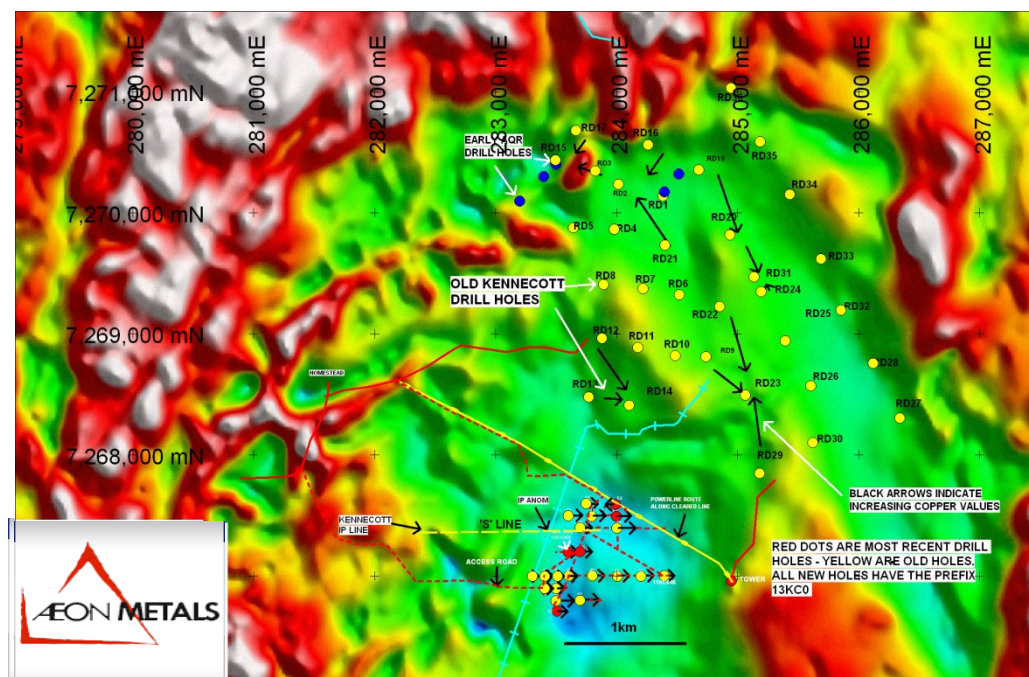 279,000 mE
280,000 mE
281,000 mE
282,000 mE
283,000 mE
284,000 mE
285,000 mE
286,000 mE
287,000 mE
7,271,000 mN
7,270,000 mN
7,269,000 mN
7,268,000 mN
EARLY AQR
DRILL HOLES
RD15
RD17
RD16
RD35
RD3
RD2
RD1
RD19
RD34
RD5
RD4
RD20
RD21
RD33
OLD KENNECOTT
DRILL HOLES
RD8
RD7
RD6
RD31
RD24
RD22
RD25
RD32
RD12
RD11
RD10
RD9
RD28
HOMESTEAD
RD13
RD14
RD23
RD26
RD27
RD30
RD29
KENNECOTT
IP LINE
'S' LINE
IP ANOM
POWERLINE ROUTE
ALONG CLEARED LINE
BLACK ARROWS INDICATE
INCREASING COPPER VALUES
ACCESS ROAD
TOWER
RED DOTS ARE MOST RECENT DRILL
HOLES - YELLOW ARE OLD HOLES.
ALL NEW HOLES HAVE THE PREFIX
13KC0
1km
ÆON METALS